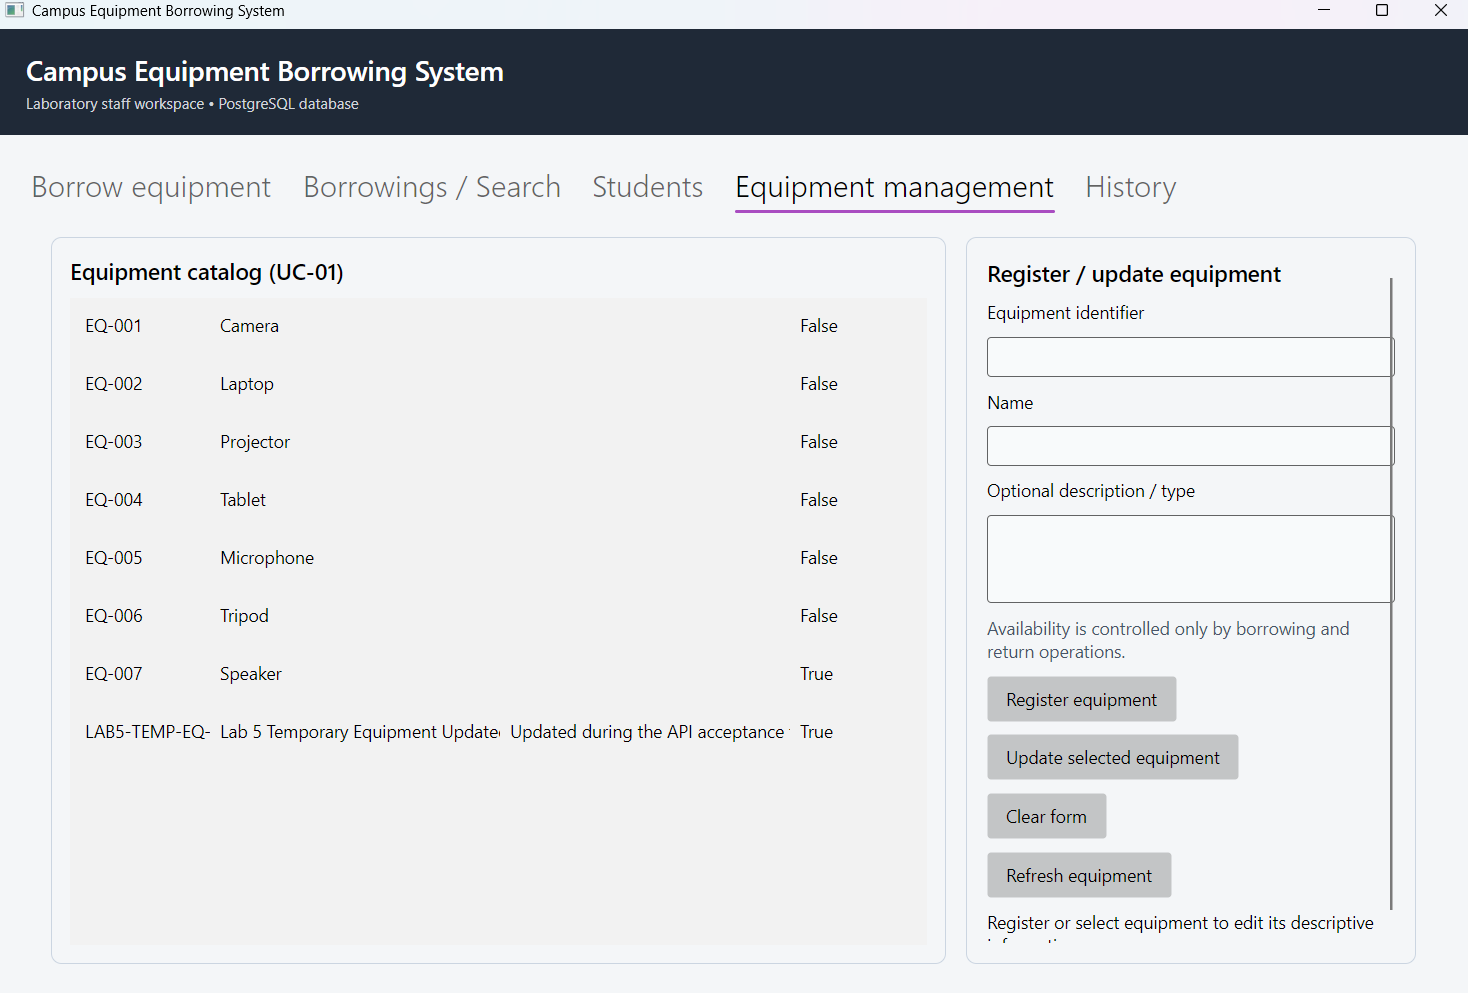 Campus Equipment Borrowing System
Campus Equipment Borrowing System
Laboratory staff workspace • PostgreSQL database
Borrow equipment Borrowings / Search Students Equipment management History
Equipment catalog (UC-01)
EQ-001 Camera False
EQ-002 Laptop False
EQ-003 Projector False
EQ-004 Tablet False
EQ-005 Microphone False
EQ-006 Tripod False
EQ-007 Speaker True
LAB5-TEMP-EQ- Lab 5 Temporary Equipment Update Updated during the API acceptance True
Register / update equipment
Equipment identifier
Name
Optional description / type
Availability is controlled only by borrowing and
return operations.
Register equipment
Update selected equipment
Clear form
Refresh equipment
Register or select equipment to edit its descriptive